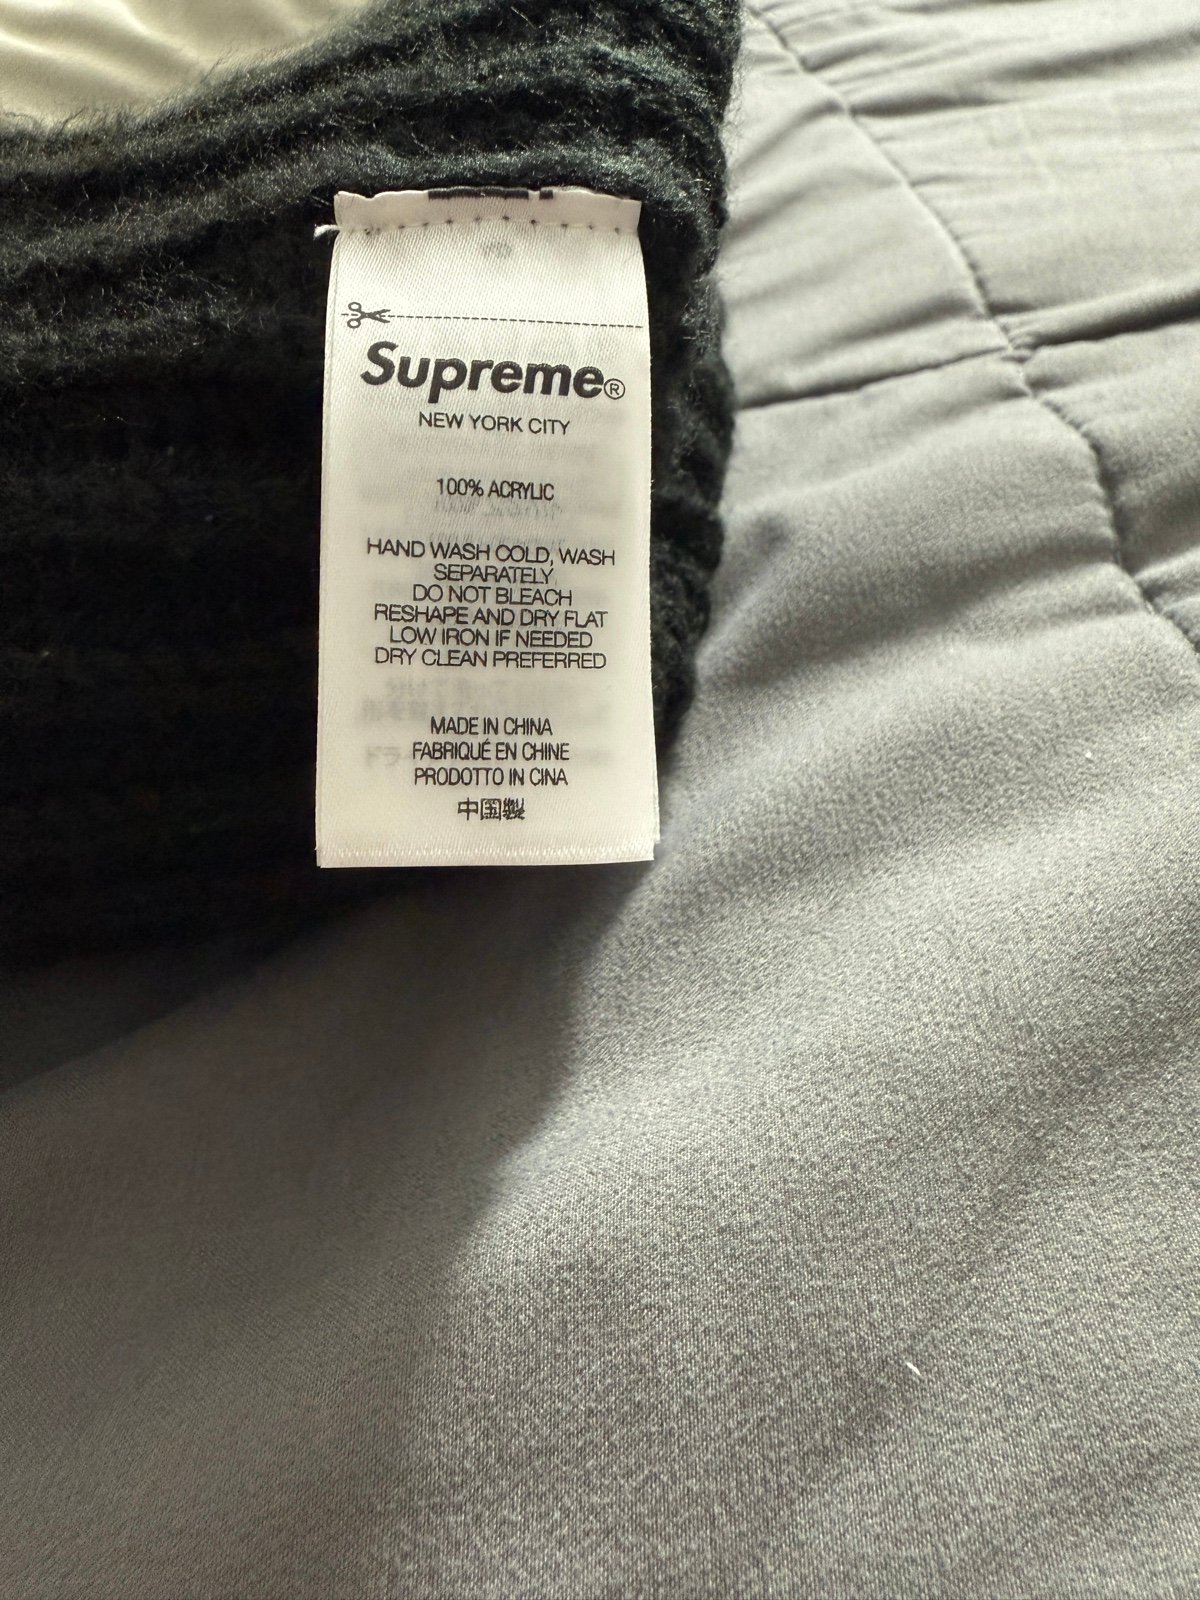 Supreme®
NEW YORK CITY
100% ACRYLIC
HAND WASH COLD, WASH
SEPARATELY
DO NOT BLEACH
RESHAPE AND DRY FLAT
LOW IRON IF NEEDED
DRY CLEAN PREFERRED
MADE IN CHINA
FABRIQUÉ EN CHINE
PRODOTTO IN CINA
中国製